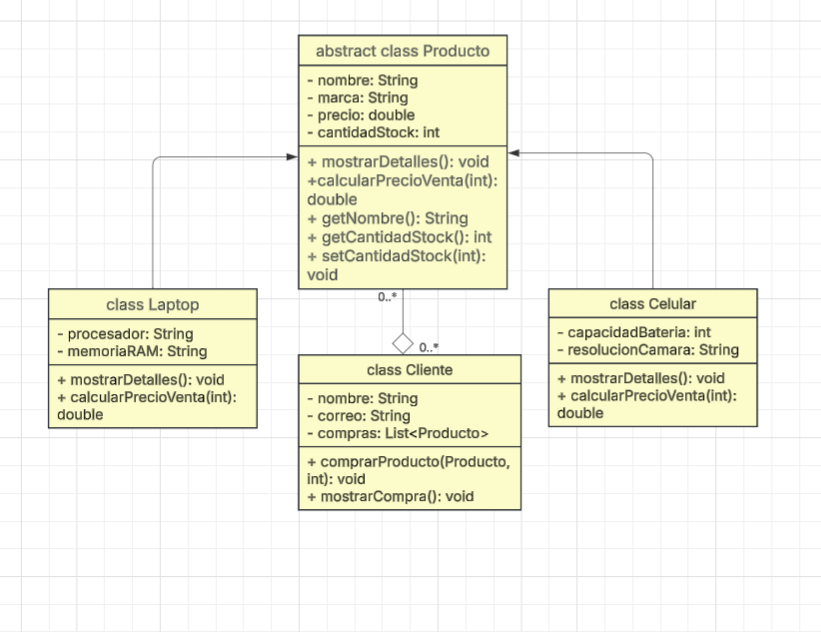 abstract class Producto
- nombre: String
- marca: String
- precio: double
- cantidadStock: int
+ mostrarDetalles(): void
+calcularPrecioVenta(int):
double
+ getNombre(): String
+ getCantidadStock(): int
+ setCantidadStock(int):
void
class Laptop
- procesador: String
- memoriaRAM: String
+ mostrarDetalles(): void
+ calcularPrecioVenta(int):
double
0..*
0..*
class Cliente
- nombre: String
- correo: String
- compras: List<Producto>
+ comprarProducto(Producto,
int): void
+ mostrarCompra(): void
class Celular
- capacidadBateria: int
- resolucionCamara: String
+ mostrarDetalles(): void
+ calcularPrecioVenta(int):
double